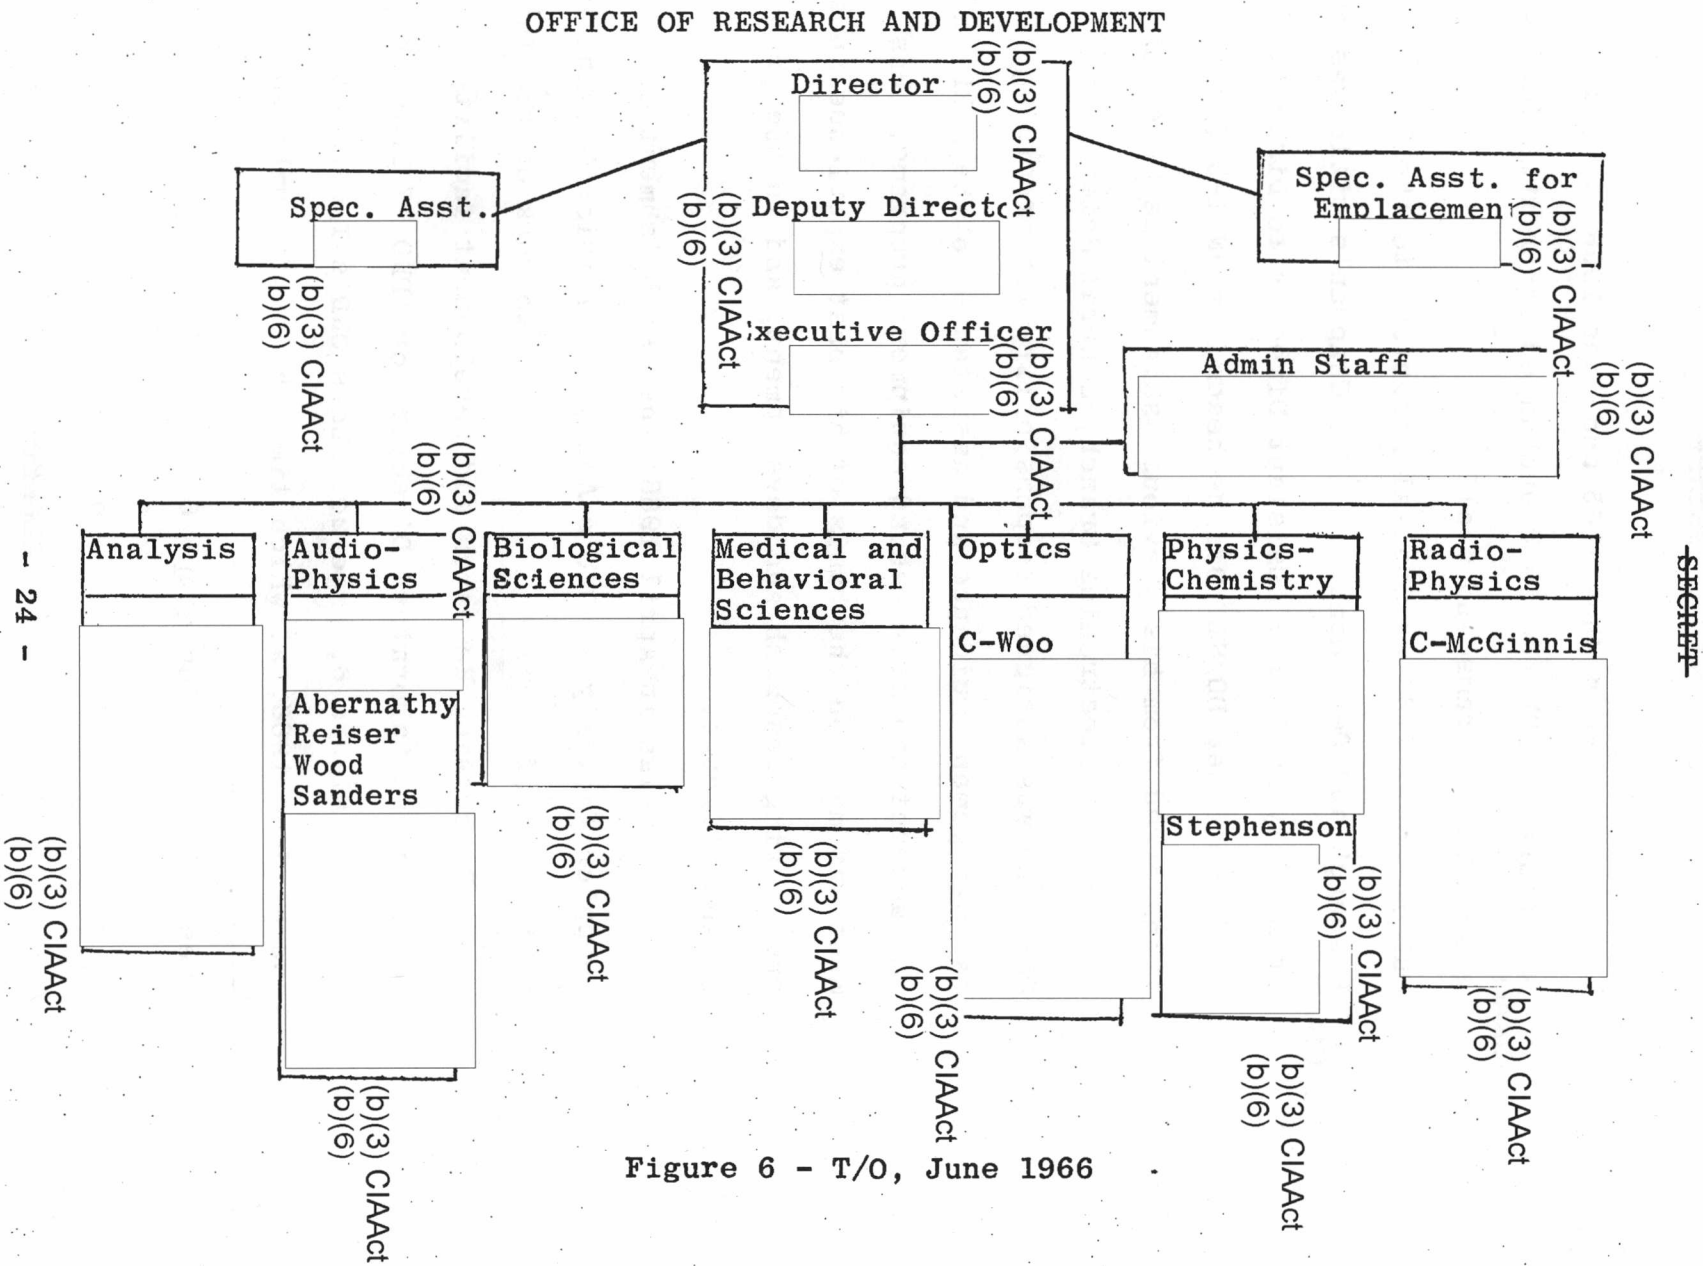 OFFICE OF RESEARCH AND DEVELOPMENT
Director
(b)(3) CIAAct
(b)(6)
Spec. Asst.
(b)(3) CIAAct
(b)(6)
Deputy Directo
(b)(3) CIAAct
(b)(6)
Spec. Asst. for
Emplacement
(b)(3) CIAAct
(b)(6)
xecutive Officer
(b)(3) CIAAct
(b)(6)
Admin Staff
(b)(3) CIAAct
(b)(6)
Analysis
(b)(3) CIAAct
(b)(6)
Audio-
Physics
(b)(3) CIAAct
(b)(6)
Abernathy
Reiser
Wood
Sanders
(b)(3) CIAAct
(b)(6)
Biological
Sciences
(b)(3) CIAAct
(b)(6)
Medical and
Behavioral
Sciences
(b)(3) CIAAct
(b)(6)
Optics
C-Woo
(b)(3) CIAAct
(b)(6)
Physics-
Chemistry
Stephenson
(b)(3) CIAAct
(b)(6)
(b)(3) CIAAct
(b)(6)
Radio-
Physics
C-McGinnis
(b)(3) CIAAct
(b)(6)
Figure 6 - T/O, June 1966
- 24 -
SECRET